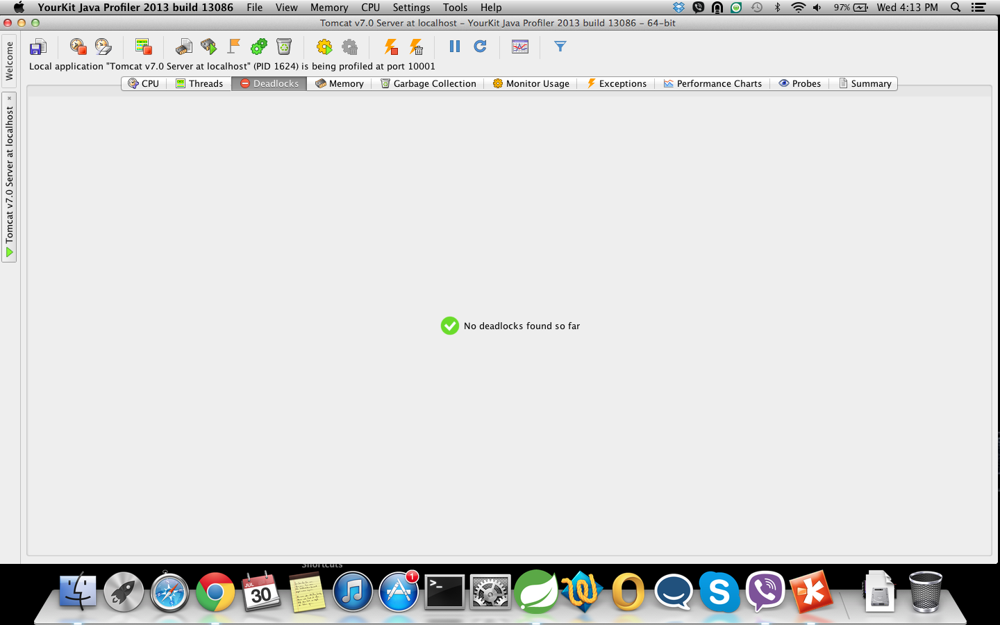 YourKit Java Profiler 2013 build 13086 File View Memory CPU Settings Tools Help 97% Wed 4:13 PM
Tomcat v7.0 Server at localhost - YourKit Java Profiler 2013 build 13086 - 64-bit
Welcome
Tomcat v7.0 Server at localhost
Local application "Tomcat v7.0 Server at localhost" (PID 1624) is being profiled at port 10001
CPU Threads Deadlocks Memory Garbage Collection Monitor Usage Exceptions Performance Charts Probes Summary
No deadlocks found so far
Shortcuts
JUL
30
1
>_
S